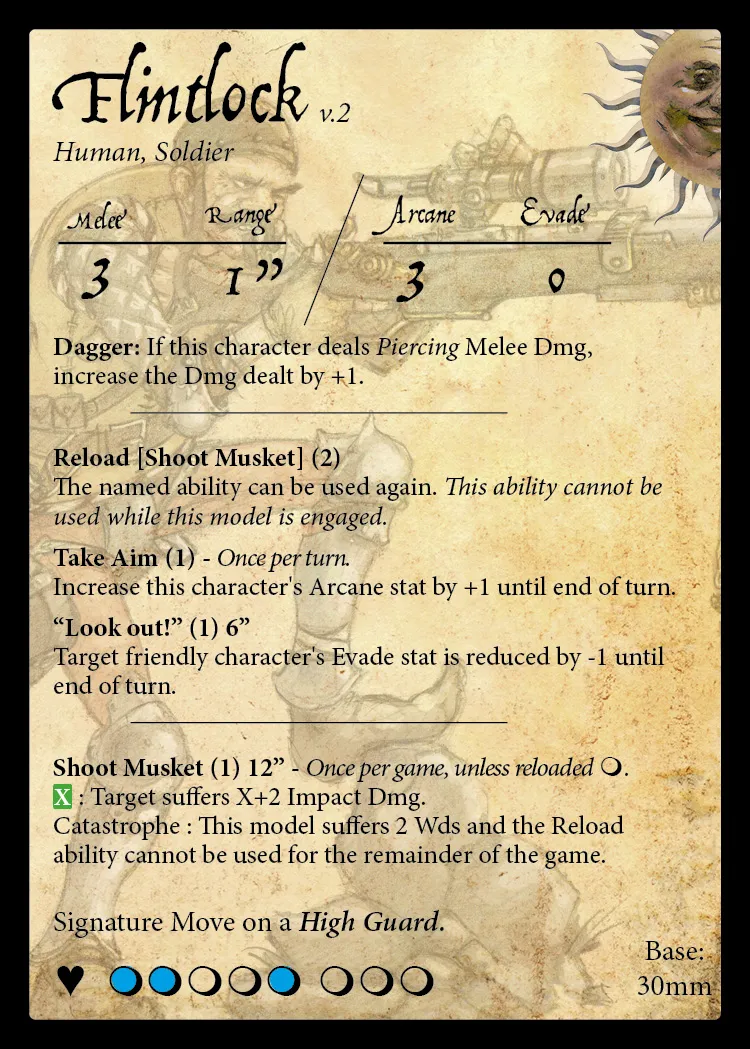 Flintlock v.2
Human, Soldier
Melee Range Arcane Evade
3 1” 3 0
Dagger: If this character deals Piercing Melee Dmg,
increase the Dmg dealt by +1.
Reload [Shoot Musket] (2)
The named ability can be used again. This ability cannot be
used while this model is engaged.
Take Aim (1) - Once per turn.
Increase this character's Arcane stat by +1 until end of turn.
“Look out!” (1) 6”
Target friendly character's Evade stat is reduced by -1 until
end of turn.
Shoot Musket (1) 12” - Once per game, unless reloaded ❍.
X : Target suffers X+2 Impact Dmg.
Catastrophe : This model suffers 2 Wds and the Reload
ability cannot be used for the remainder of the game.
Signature Move on a High Guard.
Base:
30mm